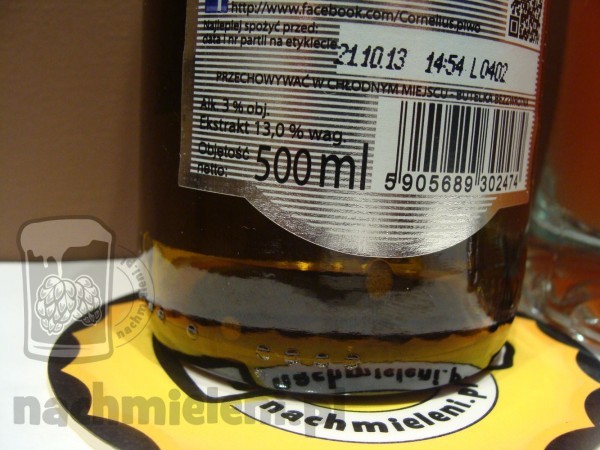 http://www.facebook.com/Cornelius.piwo
najlepiej spożyć przed:
data i nr partii na etykiecie
21.10.13 14:54 L0402
PRZECHOWYWAĆ W CHŁODNYM MIEJSCU
Alk. 3 % obj.
Ekstrakt 13,0 % wag.
Objętość
netto: 500 ml
5 905689 302474
nachmieleni.pl
nachmieleni.pl
nachmieleni.pl
nachmieleni.pl